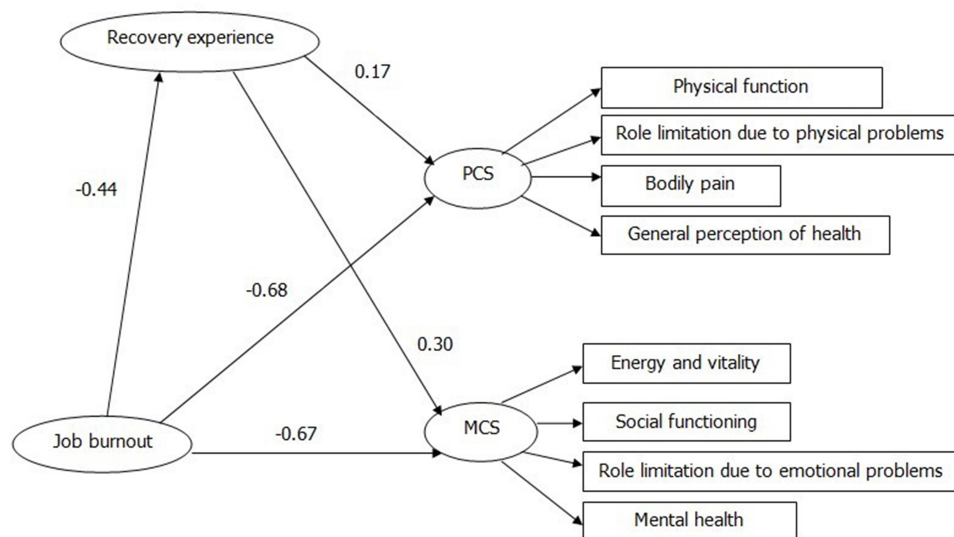 Recovery experience
0.17
Physical function
Role limitation due to physical problems
PCS
Bodily pain
-0.44
General perception of health
-0.68
0.30
Energy and vitality
Social functioning
Job burnout
-0.67
MCS
Role limitation due to emotional problems
Mental health